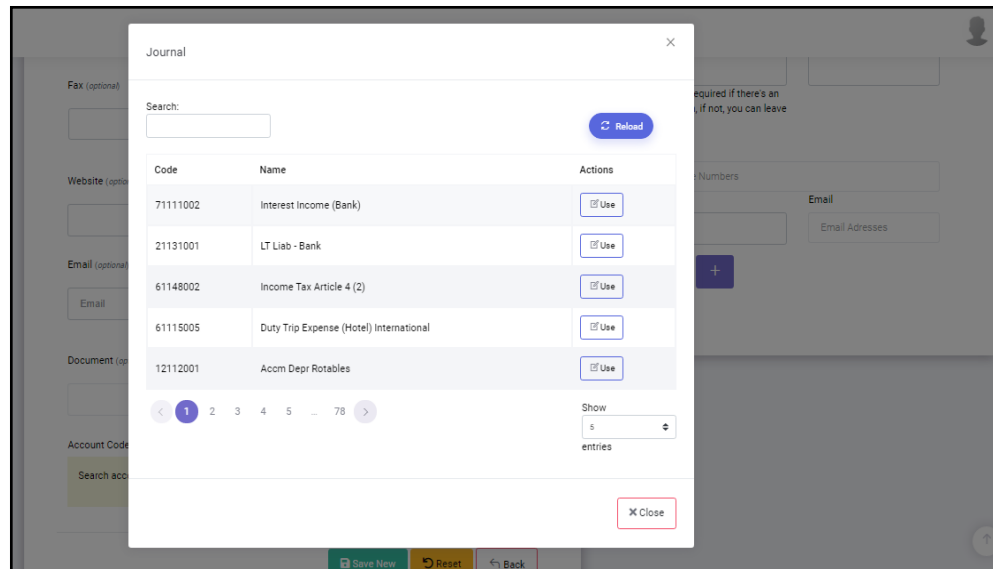 Journal
×
Fax (optional)
equired if there's an
, if not, you can leave
Search:
Reload
Code Name Actions
Website (optio
Numbers
71111002 Interest Income (Bank) Use
Email
21131001 LT Liab - Bank Use
Email Adresses
Email (optional)
61148002 Income Tax Article 4 (2) Use
+
Email
61115005 Duty Trip Expense (Hotel) International Use
Document (op
12112001 Accm Depr Rotables Use
< 1 2 3 4 5 ... 78 >
Show
5
entries
Account Code
Search acc
× Close
Save New Reset Back